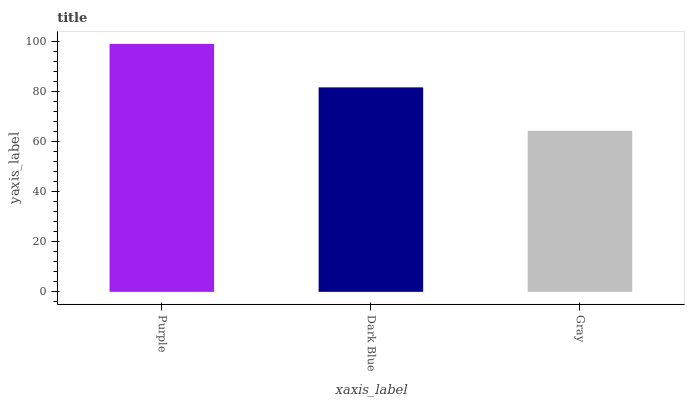 title
100
80
60
40
20
0
yaxis_label
Purple
Dark Blue
Gray
xaxis_label